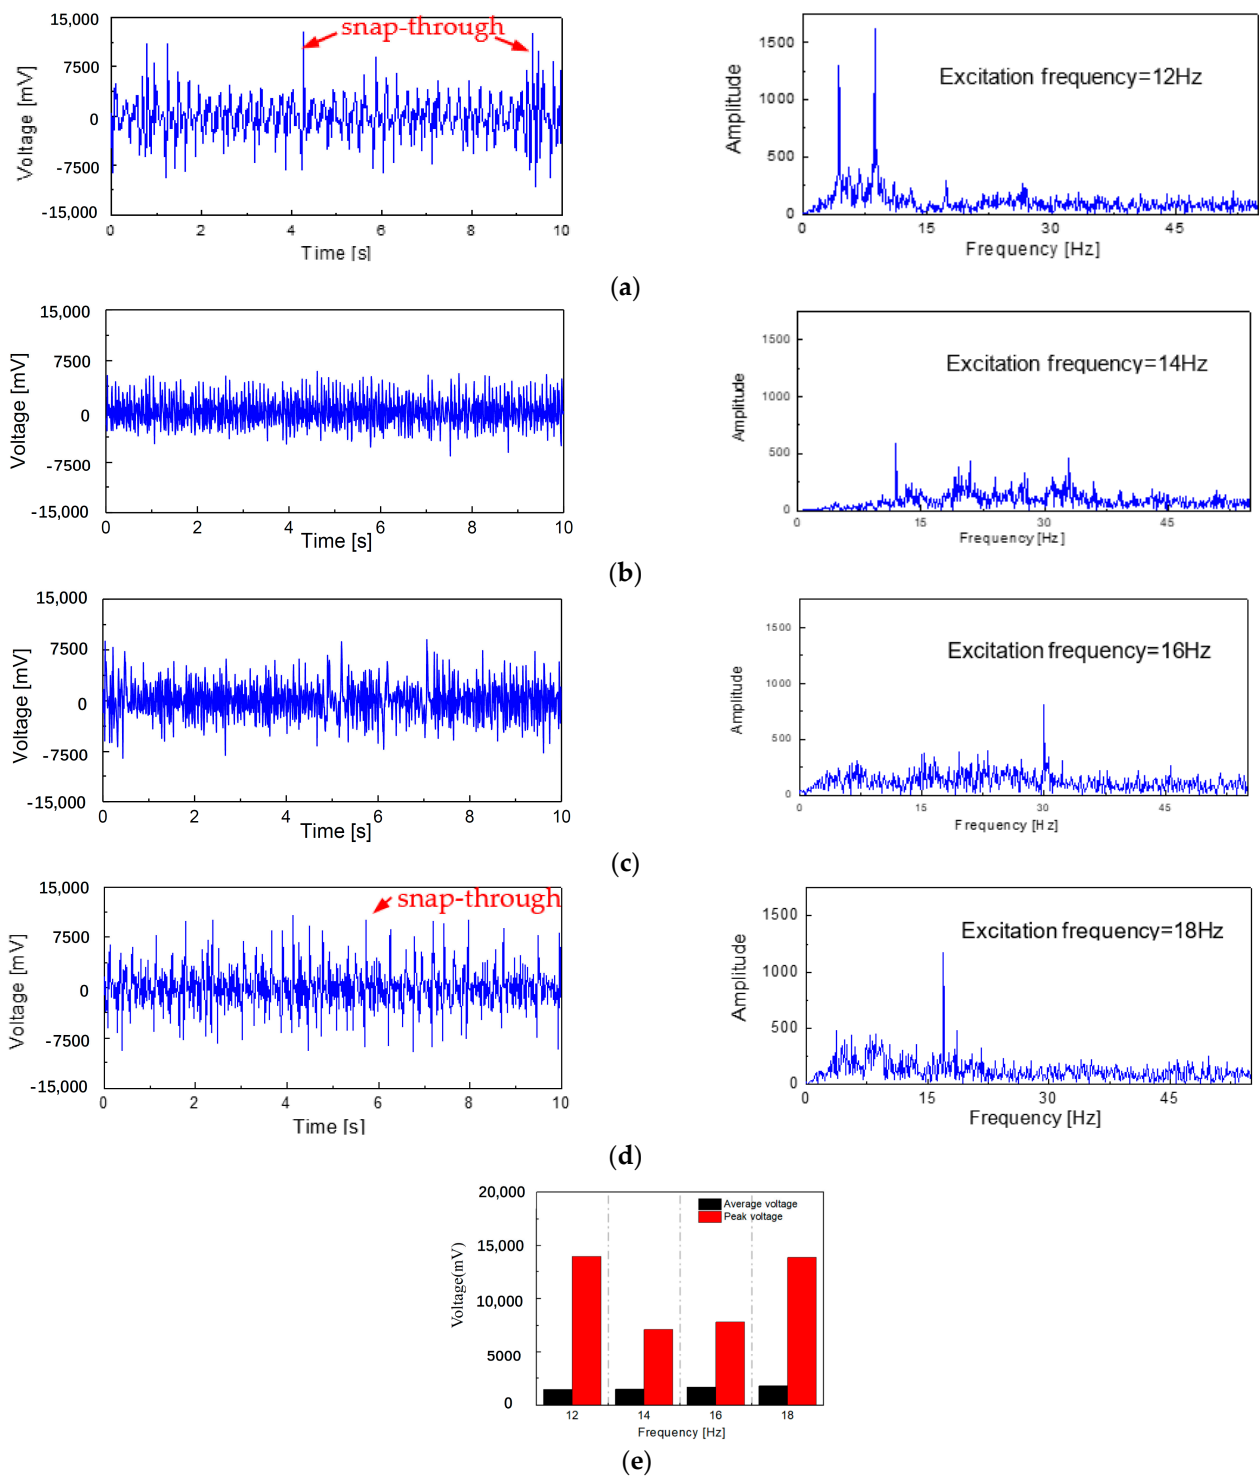 15,000
7500
0
-7500
-15,000
Voltage [mV]
snap-through
0 2 4 6 8 10
Time [s]
1500
1000
500
0
Amplitude
Excitation frequency=12Hz
0 15 30 45
Frequency [Hz]
(a)
15,000
7500
0
-7500
-15,000
Voltage [mV]
0 2 4 6 8 10
Time [s]
1500
1000
500
0
Amplitude
Excitation frequency=14Hz
0 15 30 45
Frequency [Hz]
(b)
15,000
7500
0
-7500
-15,000
Voltage [mV]
0 2 4 6 8 10
Time [s]
1500
1000
500
0
Amplitude
Excitation frequency=16Hz
0 15 30 45
Frequency [Hz]
(c)
15,000
7500
0
-7500
-15,000
Voltage [mV]
snap-through
0 2 4 6 8 10
Time [s]
1500
1000
500
0
Amplitude
Excitation frequency=18Hz
0 15 30 45
Frequency [Hz]
(d)
20,000
15,000
10,000
5000
0
Voltage(mV)
Average voltage
Peak voltage
12 14 16 18
Frequency [Hz]
(e)